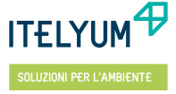 ITELYUM
SOLUZIONI PER L'AMBIENTE